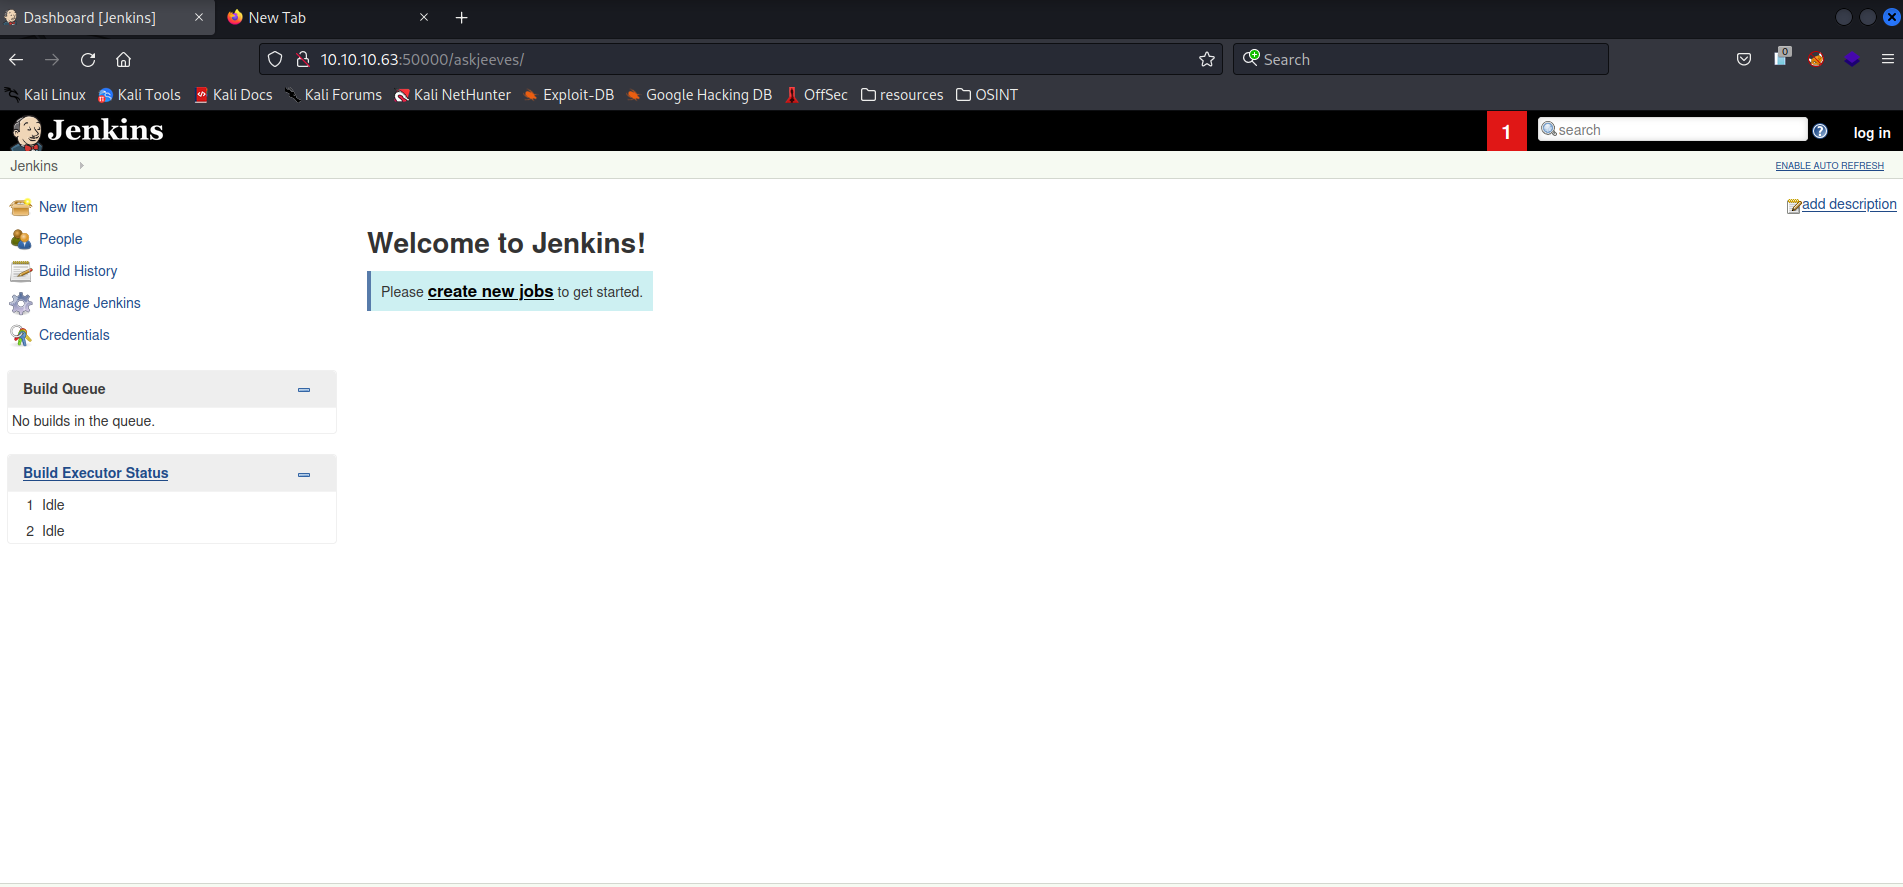 Dashboard [Jenkins]
New Tab
10.10.10.63:50000/askjeeves/
Search
0
Kali Linux
Kali Tools
Kali Docs
Kali Forums
Kali NetHunter
Exploit-DB
Google Hacking DB
OffSec
resources
OSINT
Jenkins
1
search
?
log in
Jenkins
ENABLE AUTO REFRESH
New Item
People
Build History
Manage Jenkins
Credentials
add description
Welcome to Jenkins!
Please create new jobs to get started.
Build Queue
No builds in the queue.
Build Executor Status
1 Idle
2 Idle